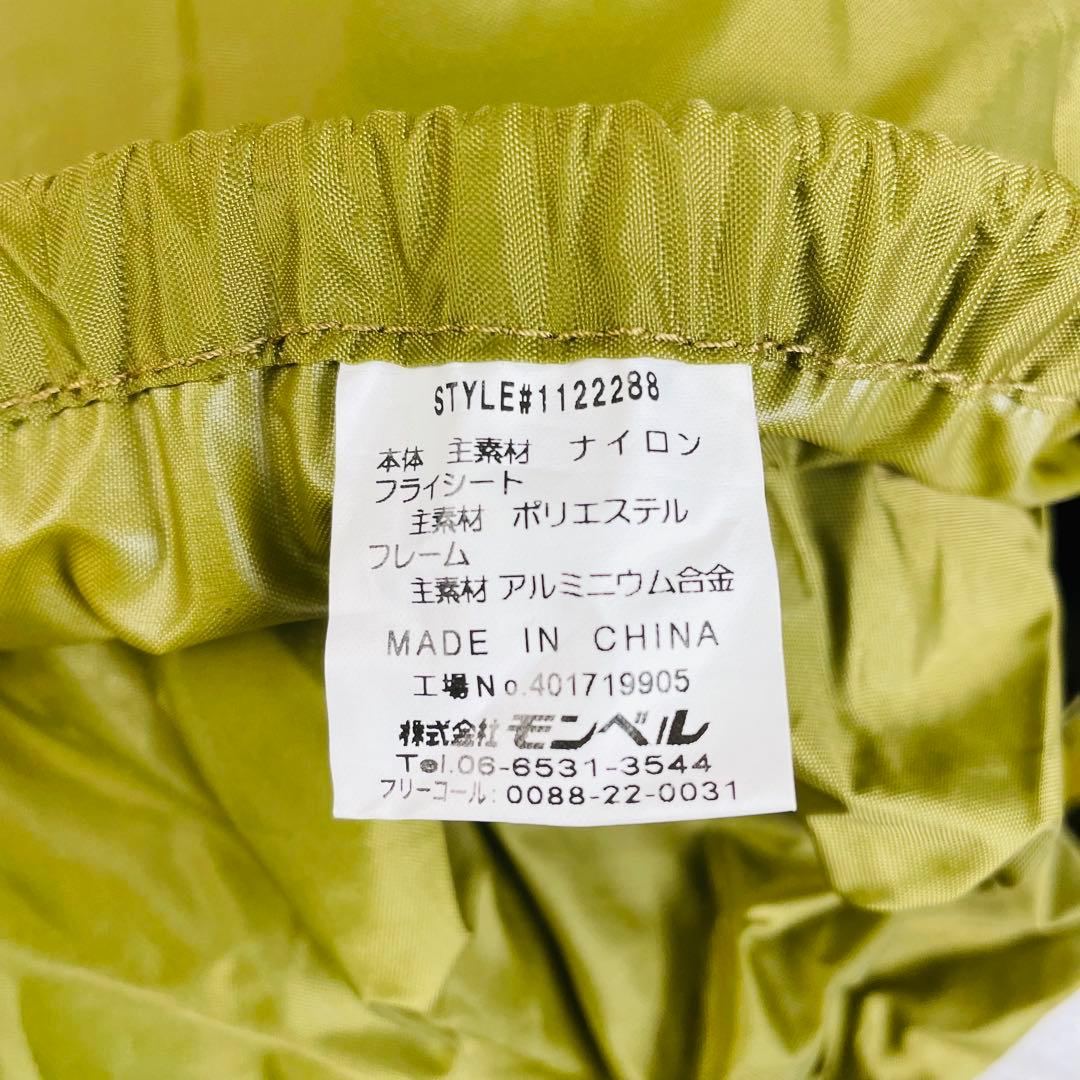 STYLE#1122288
本体 主素材 ナイロン
フライシート
主素材 ポリエステル
フレーム
主素材 アルミニウム合金
MADE IN CHINA
工場No.401719905
株式会社 モンベル
Tel.06-6531-3544
フリーコール:0088-22-0031